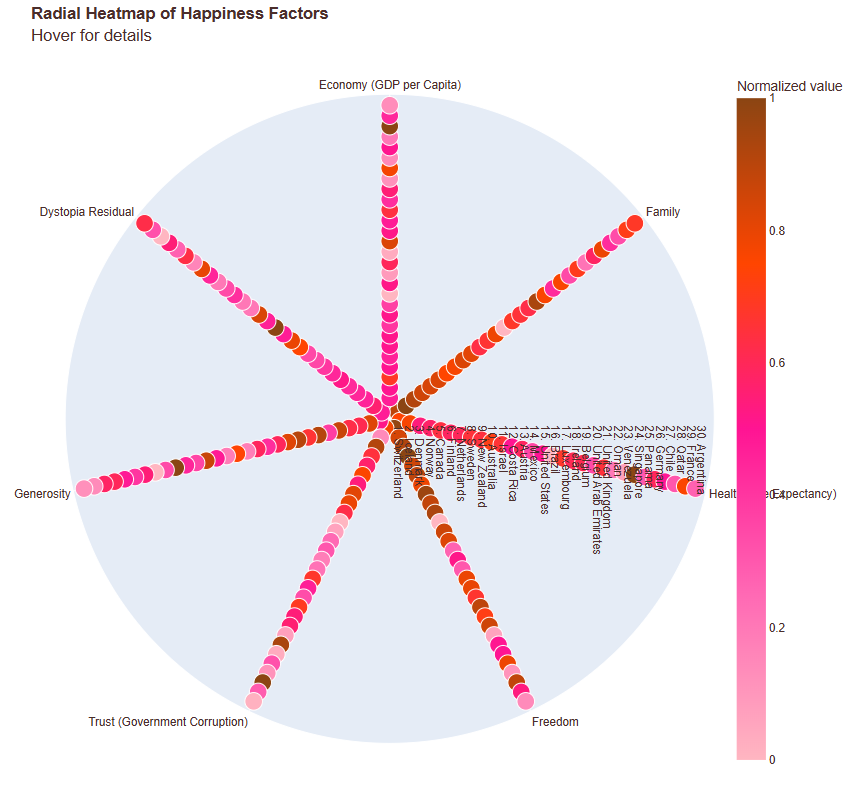 Radial Heatmap of Happiness Factors
Hover for details
Normalized value
1
0.8
0.6
0.4
0.2
0
Economy (GDP per Capita)
Family
Dystopia Residual
Generosity
Trust (Government Corruption)
Freedom
Expectancy)
Switzerland
3. Denmark
4. Norway
5. Canada
6. Finland
7. Netherlands
8. Sweden
9. New Zealand
10. Australia
11. Israel
12. Costa Rica
13. Austria
14. Mexico
15. United States
16. Brazil
17. Luxembourg
18. Ireland
19. Belgium
20. United Arab Emirates
21. United Kingdom
22. Oman
23. Venezuela
24. Singapore
25. Panama
26. Germany
27. Chile
28. Qatar
29. France
30. Argentina